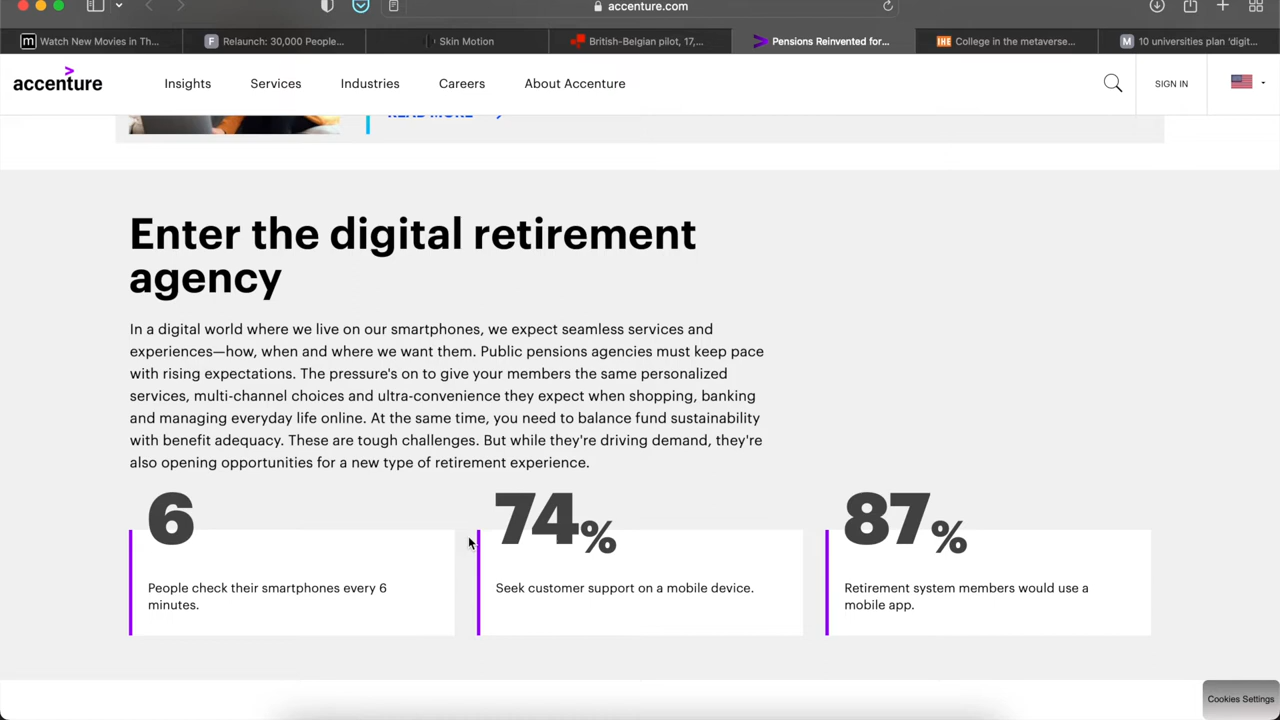 accenture.com
Watch New Movies in Th...
Relaunch: 30,000 People...
Skin Motion
British-Belgian pilot, 17,...
Pensions Reinvented for...
College in the metaverse...
10 universities plan 'digit...
accenture
Insights
Services
Industries
Careers
About Accenture
SIGN IN
READ MORE
Enter the digital retirement
agency
In a digital world where we live on our smartphones, we expect seamless services and
experiences—how, when and where we want them. Public pensions agencies must keep pace
with rising expectations. The pressure's on to give your members the same personalized
services, multi-channel choices and ultra-convenience they expect when shopping, banking
and managing everyday life online. At the same time, you need to balance fund sustainability
with benefit adequacy. These are tough challenges. But while they're driving demand, they're
also opening opportunities for a new type of retirement experience.
6
People check their smartphones every 6
minutes.
74%
Seek customer support on a mobile device.
87%
Retirement system members would use a
mobile app.
Cookies Settings